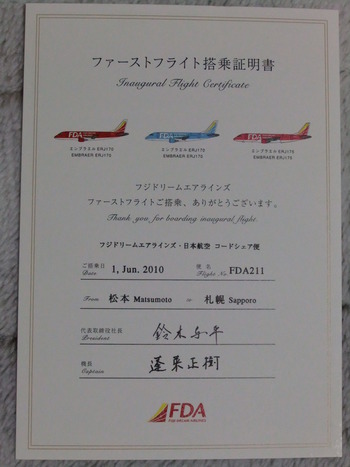 ファーストフライト搭乗証明書
Inaugural Flight Certificate
FDA FDA FDA
エンブラエル ERJ170 エンブラエル ERJ170 エンブラエル ERJ175
EMBRAER ERJ170 EMBRAER ERJ170 EMBRAER ERJ175
フジドリームエアラインズ
ファーストフライトご搭乗、ありがとうございます。
Thank you for boarding inaugural flight.
フジドリームエアラインズ・日本航空 コードシェア便
ご搭乗日 1, Jun. 2010 便名 FDA211
Date Flight No
From 松本 Matsumoto to 札幌 Sapporo
代表取締役社長 鈴木与平
President
機長 蓬莱正樹
Captain
FDA
FUJI DREAM AIRLINES